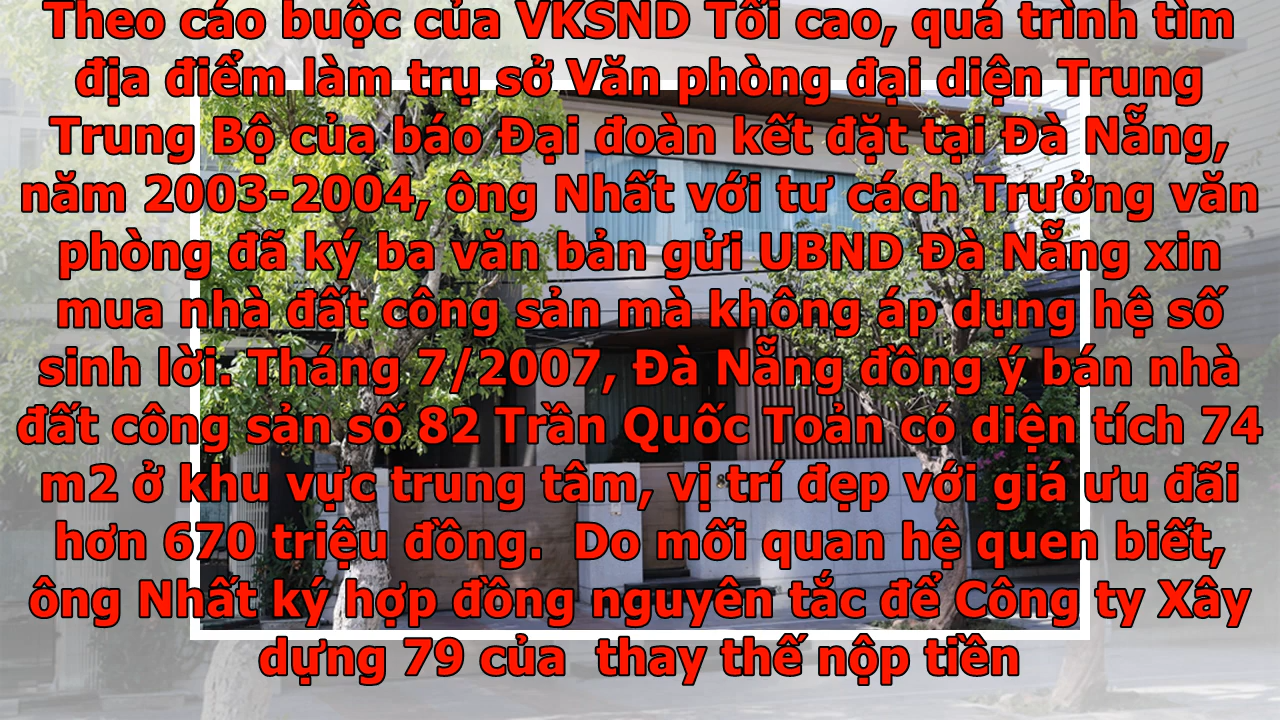 Theo cáo buộc của VKSND Tối cao, quá trình tìm
địa điểm làm trụ sở Văn phòng đại diện Trung
Trung Bộ của báo Đại đoàn kết đặt tại Đà Nẵng,
năm 2003-2004, ông Nhất với tư cách Trưởng văn
phòng đã ký ba văn bản gửi UBND Đà Nẵng xin
mua nhà đất công sản mà không áp dụng hệ số
sinh lời. Tháng 7/2007, Đà Nẵng đồng ý bán nhà
đất công sản số 82 Trần Quốc Toản có diện tích 74
m2 ở khu vực trung tâm, vị trí đẹp với giá ưu đãi
hơn 670 triệu đồng. Do mối quan hệ quen biết,
ông Nhất ký hợp đồng nguyên tắc để Công ty Xây
dựng 79 của thay thế nộp tiền